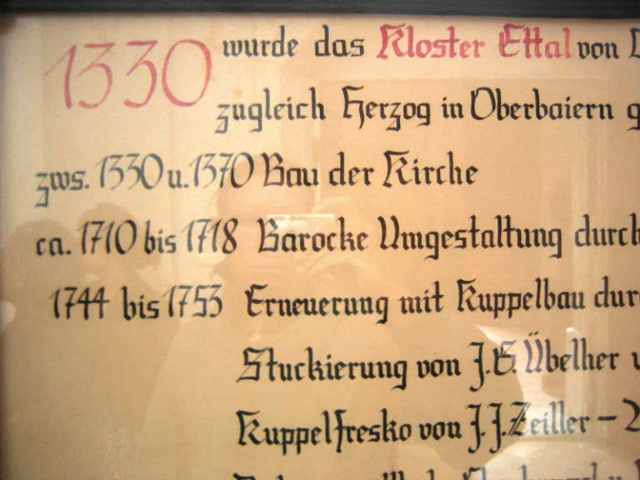 1330 wurde das Kloster Ettal von
zugleich Herzog in Oberbaiern
zws. 1330 u. 1370 Bau der Kirche
ca. 1710 bis 1718 Barocke Umgestaltung durch
1744 bis 1753 Erneuerung mit Kuppelbau dur
Stuckierung von J.G. Übelher
Kuppelfresko von J.J. Zeiller –